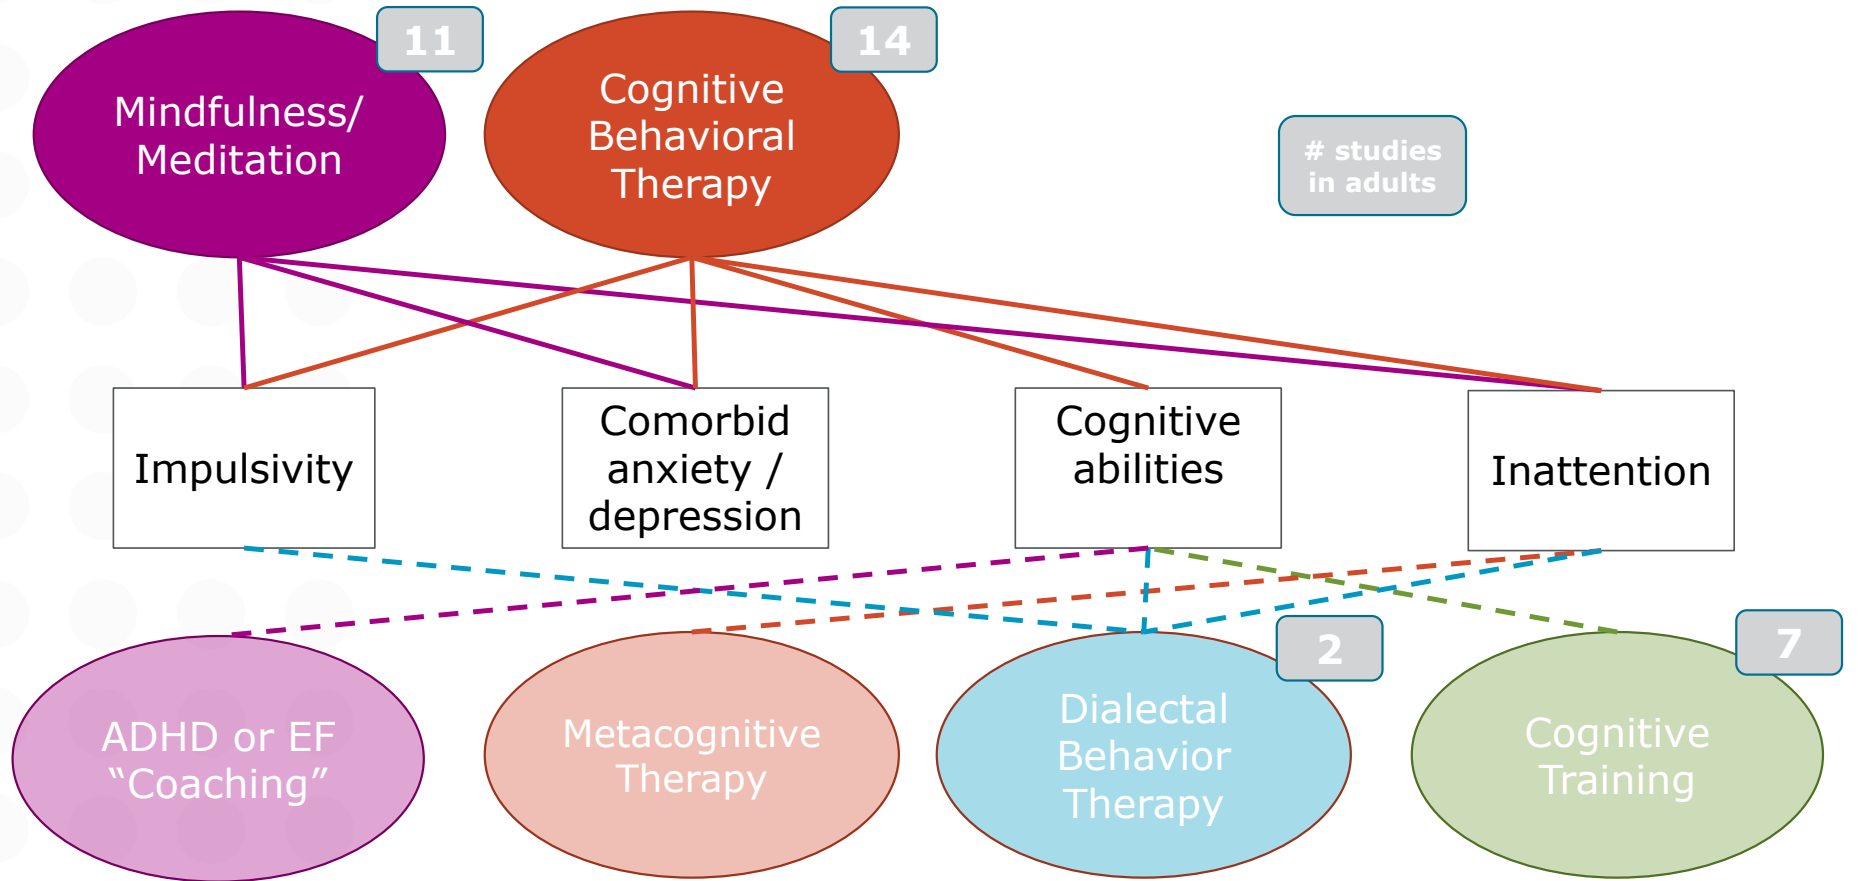 11
14
Mindfulness/
Meditation
Cognitive
Behavioral
Therapy
# studies
in adults
Impulsivity
Comorbid
anxiety /
depression
Cognitive
abilities
Inattention
2
7
ADHD or EF
“Coaching”
Metacognitive
Therapy
Dialectal
Behavior
Therapy
Cognitive
Training